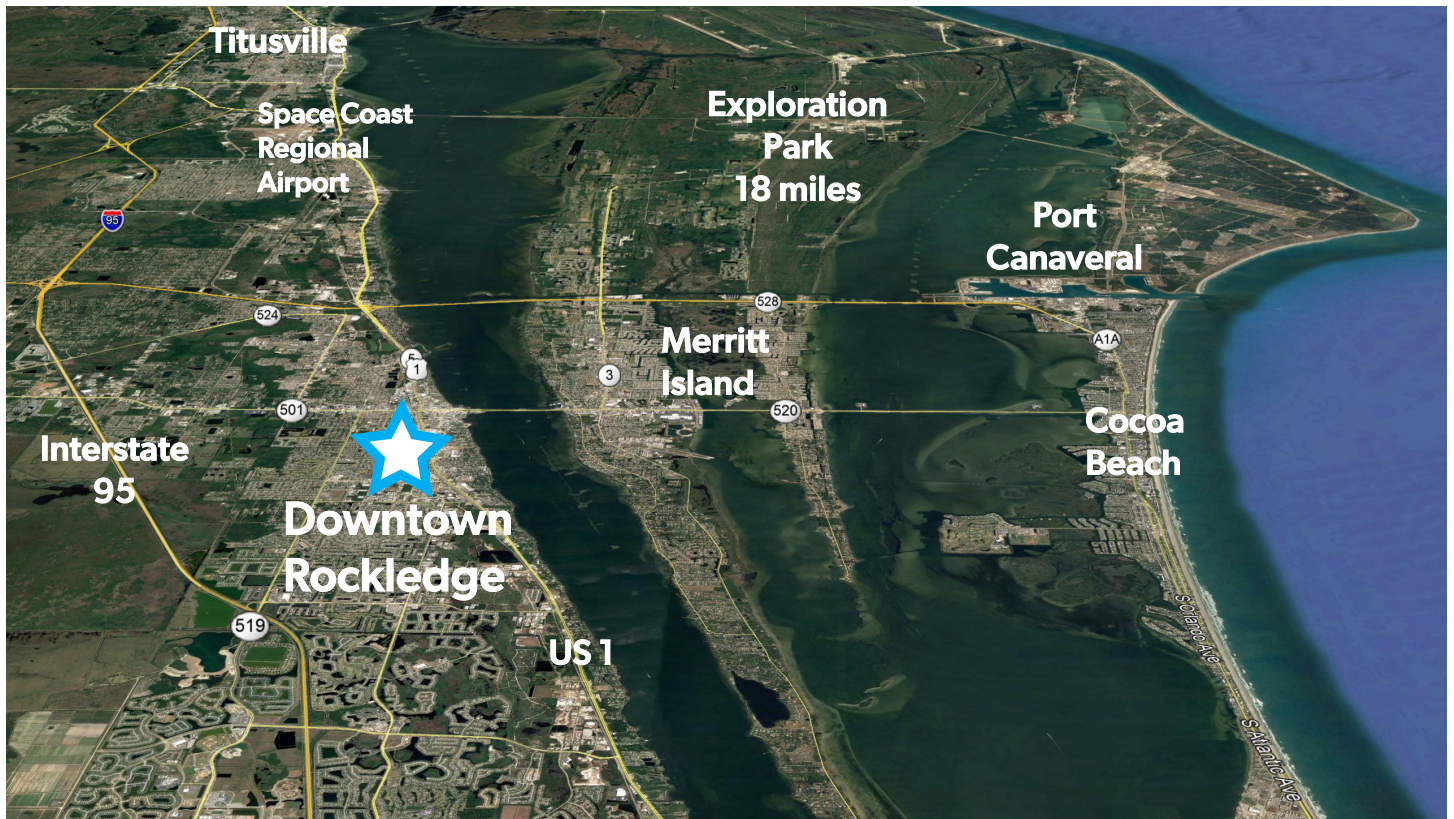 Titusville
Space Coast
Regional
Airport
Exploration
Park
18 miles
95
Port
Canaveral
528
524
Merritt
Island
A1A
5
1
3
501
520
Cocoa
Beach
Interstate
95
Downtown
Rockledge
519
US 1
S Orlando Ave
S Atlantic Ave